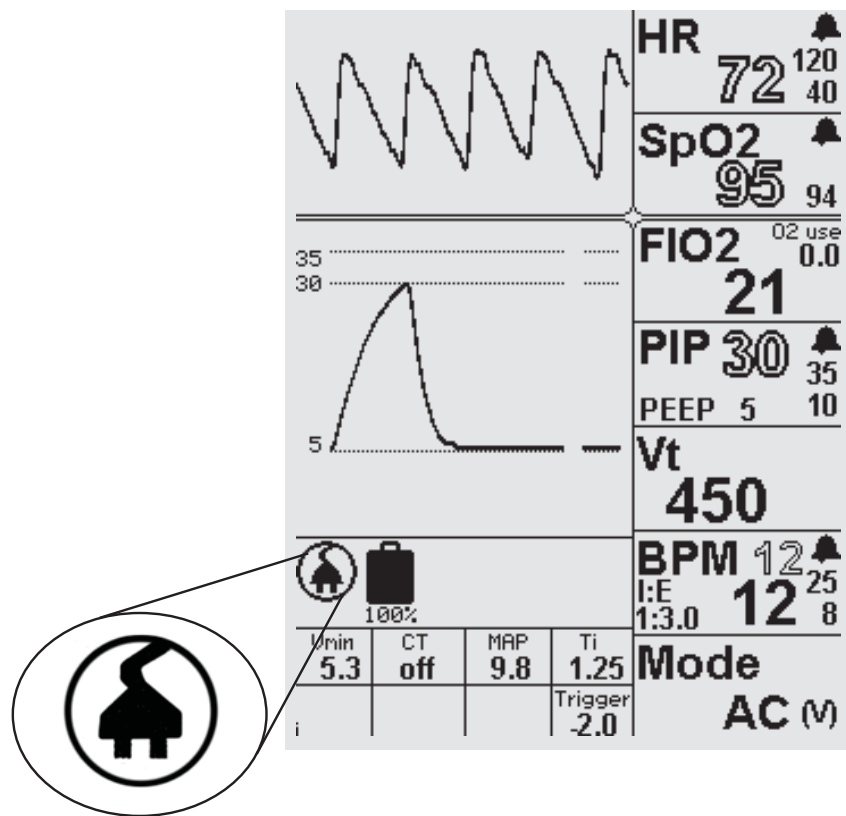 HR
72
120
40
SpO2
95
94
35
30
5
FIO2
O2 use
0.0
21
PIP 30
35
10
PEEP 5
Vt
450
100%
BPM 12
25
8
I:E
1:3.0
12
Vmin
5.3
CT
off
MAP
9.8
Ti
1.25
Trigger
-2.0
Mode
AC (V)